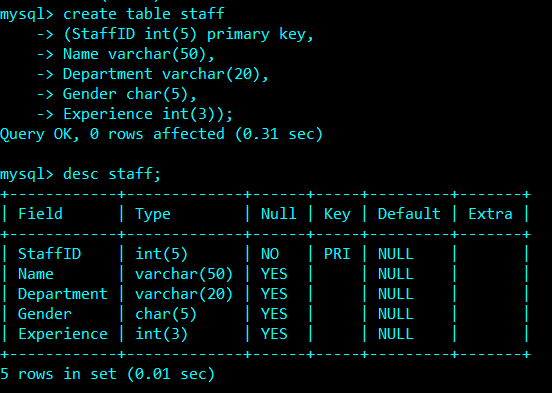 mysql> create table staff
    -> (StaffID int(5) primary key,
    -> Name varchar(50),
    -> Department varchar(20),
    -> Gender char(5),
    -> Experience int(3));
Query OK, 0 rows affected (0.31 sec)

mysql> desc staff;
+------------+-------------+------+-----+---------+-------+
| Field      | Type        | Null | Key | Default | Extra |
+------------+-------------+------+-----+---------+-------+
| StaffID    | int(5)      | NO   | PRI | NULL    |       |
| Name       | varchar(50) | YES  |     | NULL    |       |
| Department | varchar(20) | YES  |     | NULL    |       |
| Gender     | char(5)     | YES  |     | NULL    |       |
| Experience | int(3)      | YES  |     | NULL    |       |
+------------+-------------+------+-----+---------+-------+
5 rows in set (0.01 sec)